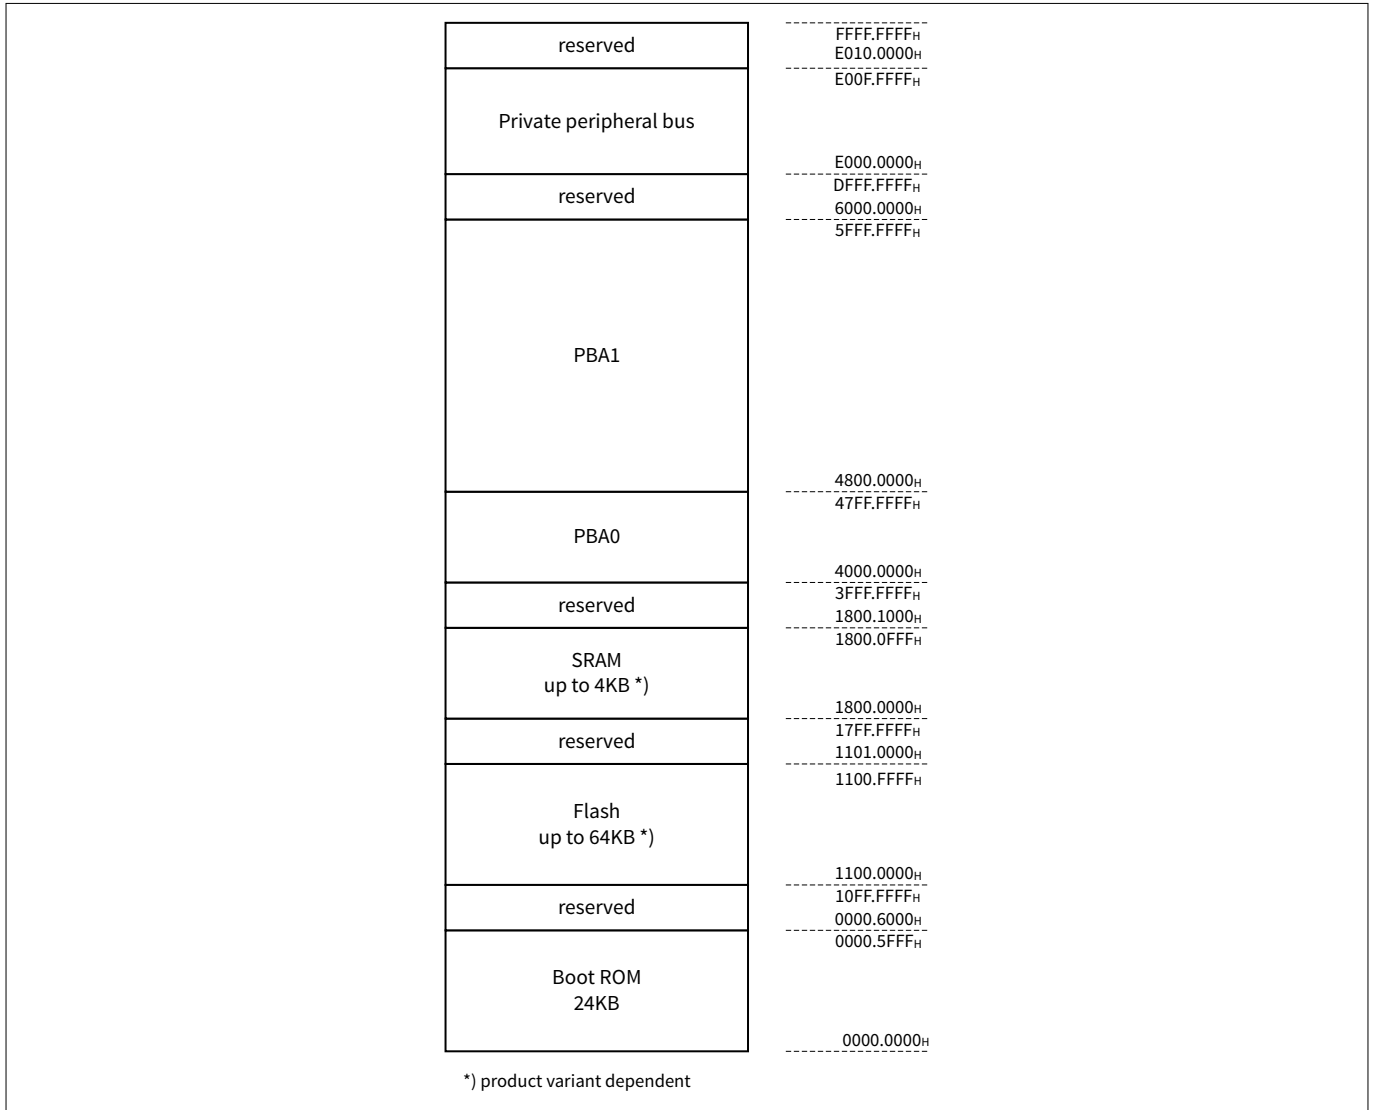 reserved
FFFF.FFFFH
E010.0000H
E00F.FFFFH
Private peripheral bus
E000.0000H
DFFF.FFFFH
reserved
6000.0000H
5FFF.FFFFH
PBA1
4800.0000H
47FF.FFFFH
PBA0
4000.0000H
3FFF.FFFFH
reserved
1800.1000H
1800.0FFFH
SRAM
up to 4KB *)
1800.0000H
17FF.FFFFH
reserved
1101.0000H
1100.FFFFH
Flash
up to 64KB *)
1100.0000H
10FF.FFFFH
reserved
0000.6000H
0000.5FFFH
Boot ROM
24KB
0000.0000H
*) product variant dependent